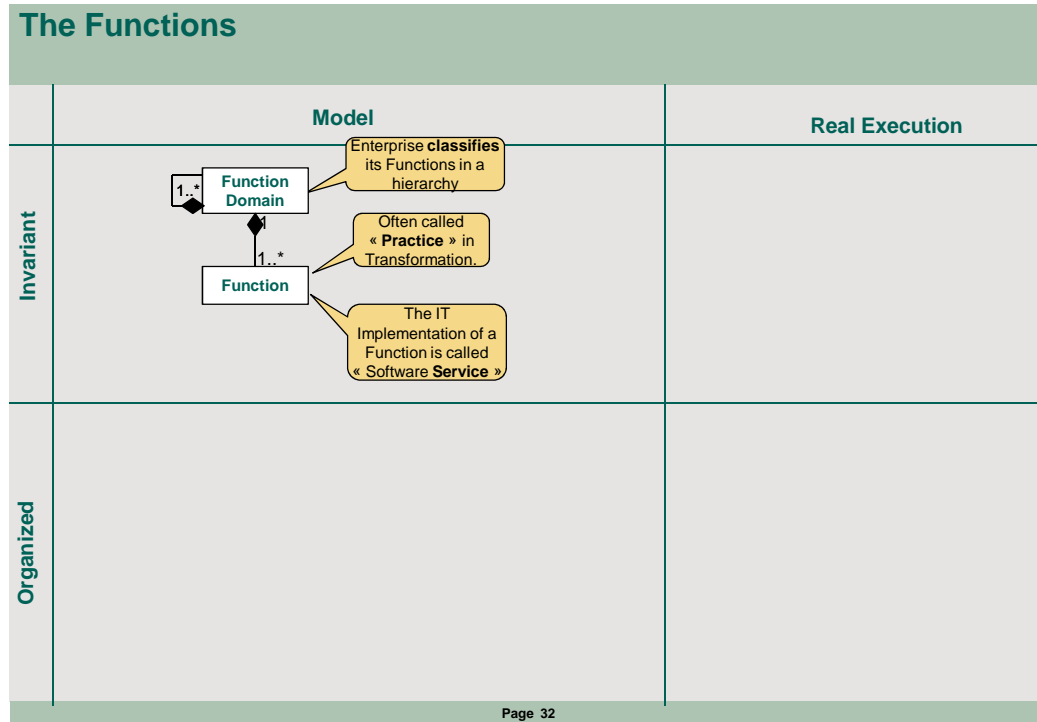 The Functions
Model
Real Execution
Enterprise classifies
its Functions in a
hierarchy
1..*
Function
Domain
1
Often called
« Practice » in
Transformation.
1..*
Function
The IT
Implementation of a
Function is called
« Software Service »
Invariant
Organized
Page 32